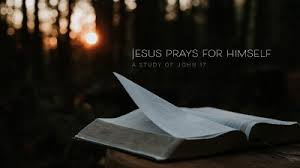 JESUS PRAYS FOR HIMSELF
A STUDY OF JOHN 17